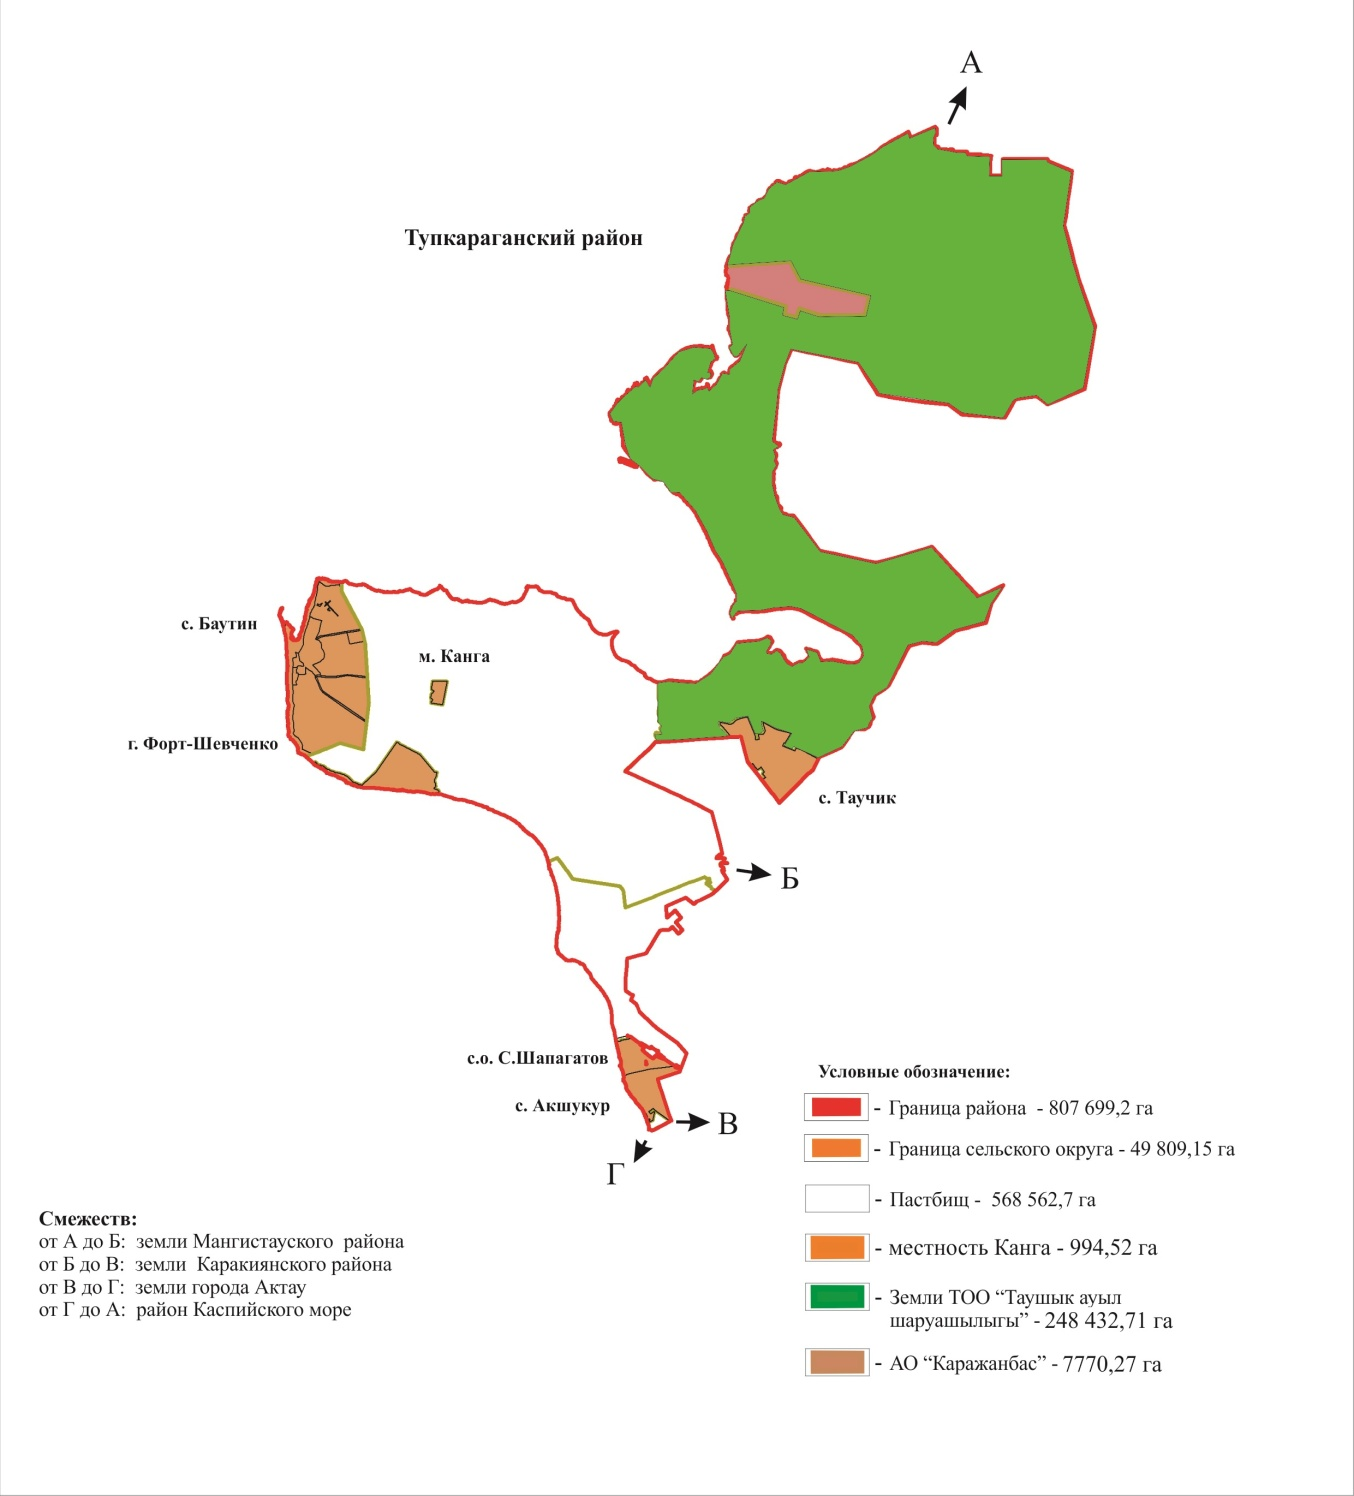 А
Тупкараганский район
с. Баутин
м. Канга
г. Форт-Шевченко
с. Таучик
Б
с.о. С.Шапагатов
с. Акшукур
В
Г
Условные обозначение:
- Граница района - 807 699,2 га
- Граница сельского округа - 49 809,15 га
- Пастбищ - 568 562,7 га
- местность Канга - 994,52 га
- Земли ТОО “Таушык ауыл
шаруашылыгы” - 248 432,71 га
- АО “Каражанбас” - 7770,27 га
Смежеств:
от А до Б: земли Мангистауского района
от Б до В: земли Каракиянского района
от В до Г: земли города Актау
от Г до А: район Каспийского море